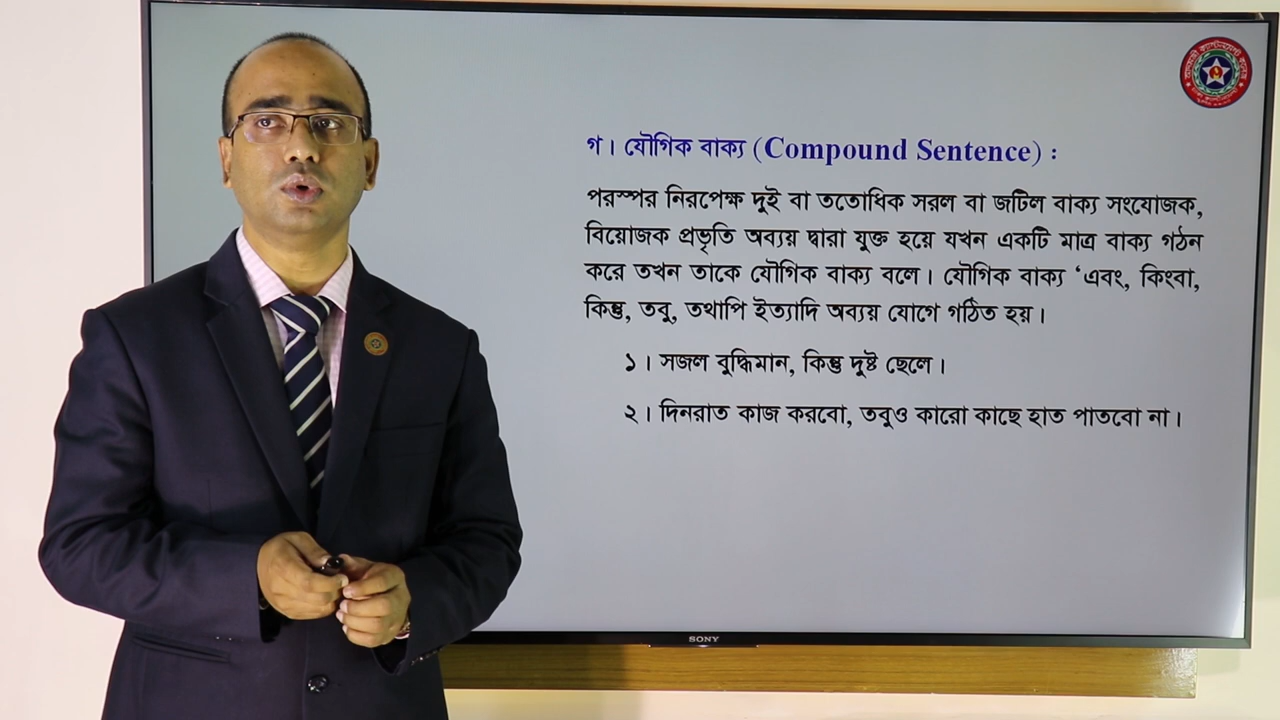 গ। যৌগিক বাক্য (Compound Sentence) :
পরস্পর নিরপেক্ষ দুই বা ততোধিক সরল বা জটিল বাক্য সংযোজক,
বিয়োজক প্রভৃতি অব্যয় দ্বারা যুক্ত হয়ে যখন একটি মাত্র বাক্য গঠন
করে তখন তাকে যৌগিক বাক্য বলে। যৌগিক বাক্য ‘এবং, কিংবা,
কিন্তু, তবু, তথাপি ইত্যাদি অব্যয় যোগে গঠিত হয়।
১। সজল বুদ্ধিমান, কিন্তু দুষ্ট ছেলে।
২। দিনরাত কাজ করবো, তবুও কারো কাছে হাত পাতবো না।
SONY